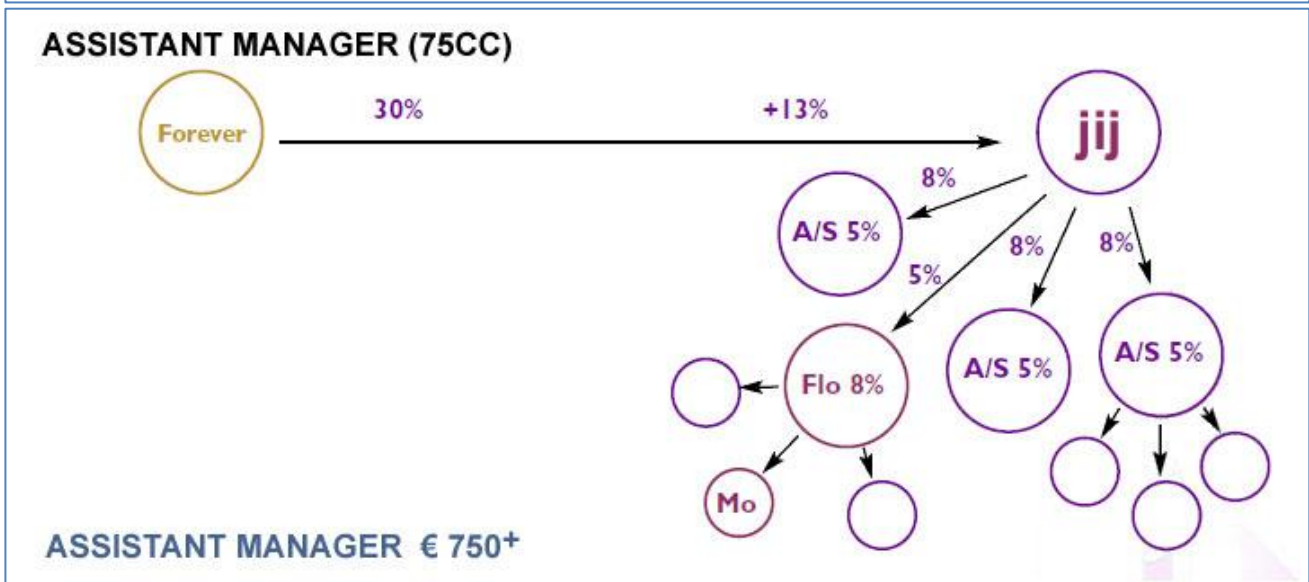 ASSISTANT MANAGER (75CC)
Forever
30%
+13%
jij
8%
A/S 5%
5%
8%
8%
Flo 8%
A/S 5%
A/S 5%
Mo
ASSISTANT MANAGER € 750+